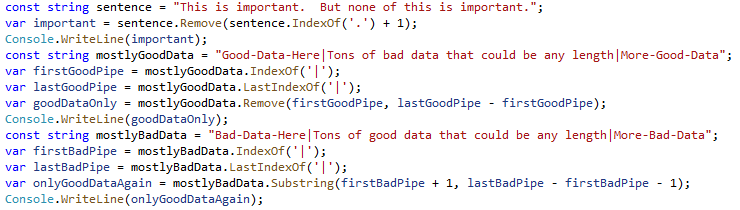 const string sentence = "This is important.  But none of this is important.";
var important = sentence.Remove(sentence.IndexOf('.') + 1);
Console.WriteLine(important);
const string mostlyGoodData = "Good-Data-Here|Tons of bad data that could be any length|More-Good-Data";
var firstGoodPipe = mostlyGoodData.IndexOf('|');
var lastGoodPipe = mostlyGoodData.LastIndexOf('|');
var goodDataOnly = mostlyGoodData.Remove(firstGoodPipe, lastGoodPipe - firstGoodPipe);
Console.WriteLine(goodDataOnly);
const string mostlyBadData = "Bad-Data-Here|Tons of good data that could be any length|More-Bad-Data";
var firstBadPipe = mostlyBadData.IndexOf('|');
var lastBadPipe = mostlyBadData.LastIndexOf('|');
var onlyGoodDataAgain = mostlyBadData.Substring(firstBadPipe + 1, lastBadPipe - firstBadPipe - 1);
Console.WriteLine(onlyGoodDataAgain);